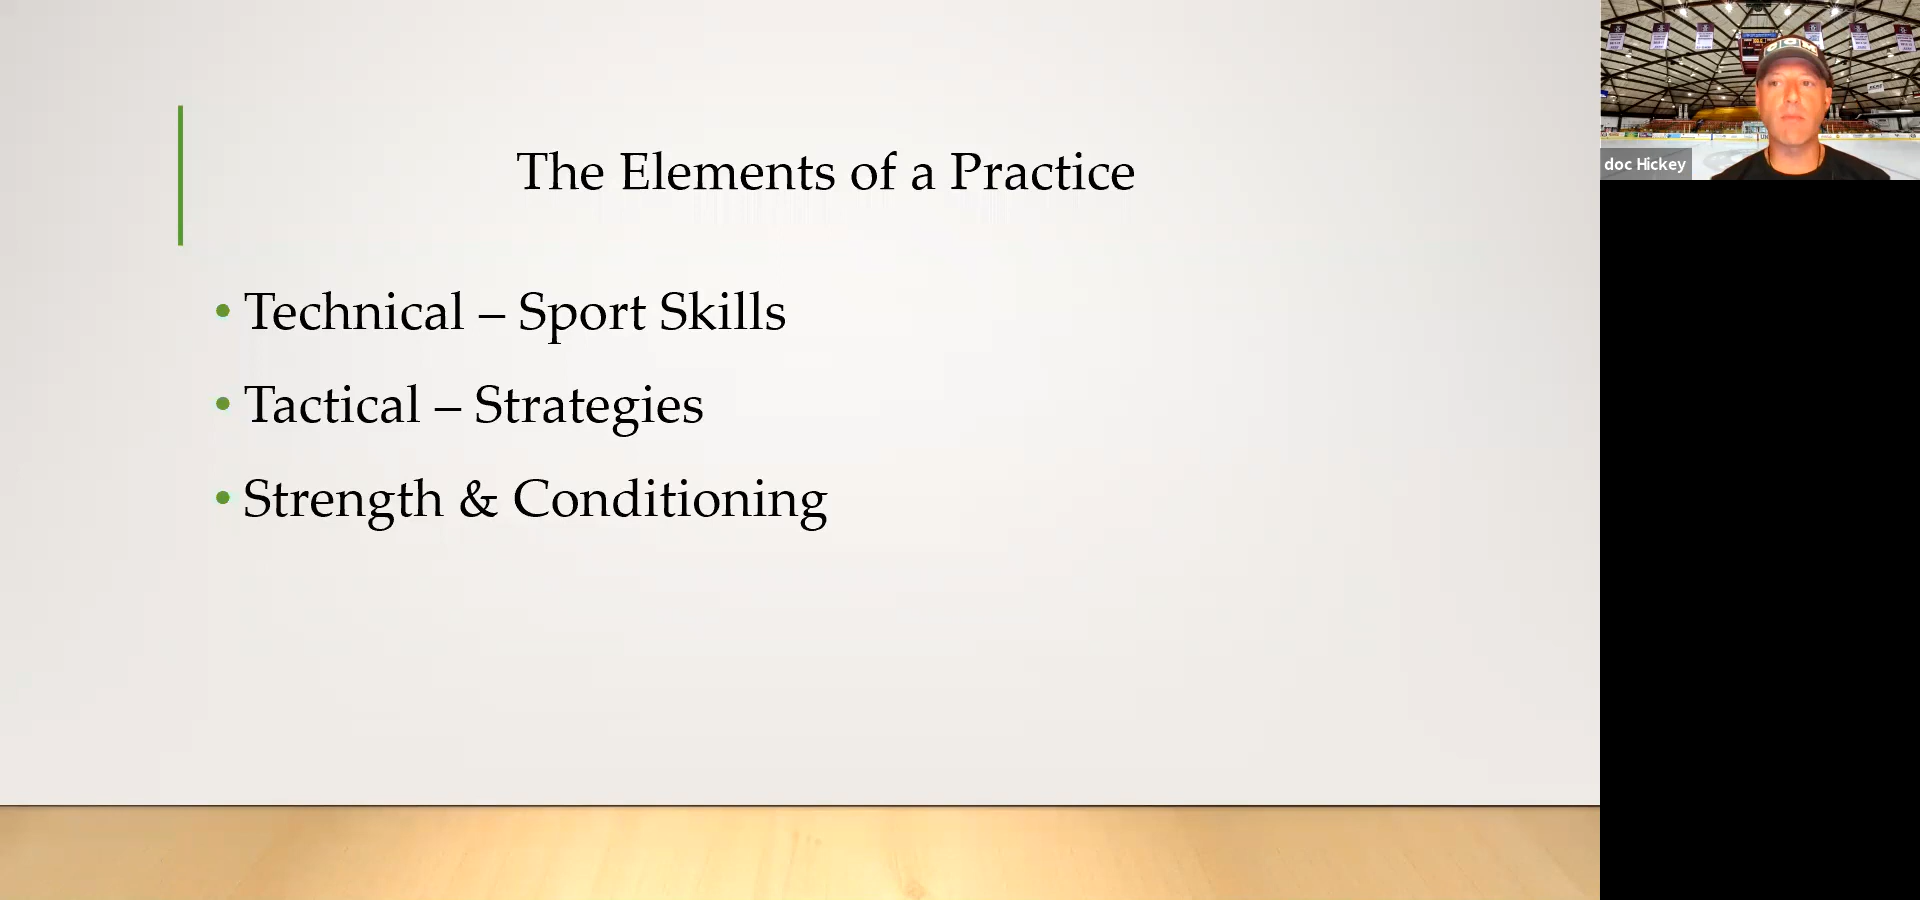 The Elements of a Practice
• Technical – Sport Skills
• Tactical – Strategies
• Strength & Conditioning
doc Hickey